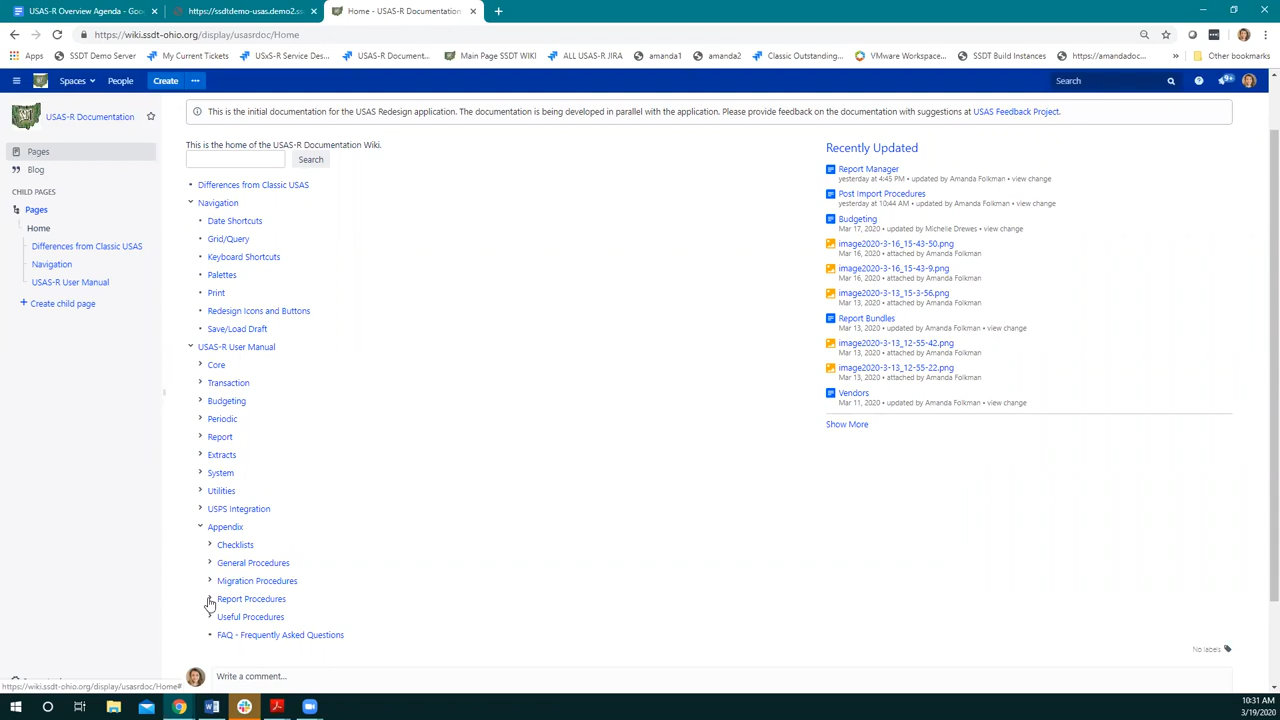 USAS-R Overview Agenda - Goo
https://ssdtdemo-usas.demo2.ss
Home - USAS-R Documentation
https://wiki.ssdt-ohio.org/display/usasrdoc/Home
Apps SSDT Demo Server My Current Tickets USxS-R Service Des... USAS-R Document... Main Page SSDT WIKI ALL USAS-R JIRA amanda1 amanda2 Classic Outstanding... VMware Workspace... SSDT Build Instances https://amandadoc... Other bookmarks
Spaces People Create ··· Search 9+
USAS-R Documentation
Pages
Blog
CHILD PAGES
Pages
Home
Differences from Classic USAS
Navigation
USAS-R User Manual
+ Create child page
This is the initial documentation for the USAS Redesign application. The documentation is being developed in parallel with the application. Please provide feedback on the documentation with suggestions at USAS Feedback Project.
This is the home of the USAS-R Documentation Wiki.
Search
Differences from Classic USAS
Navigation
Date Shortcuts
Grid/Query
Keyboard Shortcuts
Palettes
Print
Redesign Icons and Buttons
Save/Load Draft
USAS-R User Manual
Core
Transaction
Budgeting
Periodic
Report
Extracts
System
Utilities
USPS Integration
Appendix
Checklists
General Procedures
Migration Procedures
Report Procedures
Useful Procedures
FAQ - Frequently Asked Questions
Recently Updated
Report Manager
yesterday at 4:45 PM • updated by Amanda Folkman • view change
Post Import Procedures
yesterday at 10:44 AM • updated by Amanda Folkman • view change
Budgeting
Mar 17, 2020 • updated by Michelle Drewes • view change
image2020-3-16_15-43-50.png
Mar 16, 2020 • attached by Amanda Folkman
image2020-3-16_15-43-9.png
Mar 16, 2020 • attached by Amanda Folkman
image2020-3-13_15-3-56.png
Mar 13, 2020 • attached by Amanda Folkman
Report Bundles
Mar 13, 2020 • updated by Amanda Folkman • view change
image2020-3-13_12-55-42.png
Mar 13, 2020 • attached by Amanda Folkman
image2020-3-13_12-55-22.png
Mar 13, 2020 • attached by Amanda Folkman
Vendors
Mar 11, 2020 • updated by Amanda Folkman • view change
Show More
No labels
Write a comment...
https://wiki.ssdt-ohio.org/display/usasrdoc/Home#
10:31 AM
3/19/2020